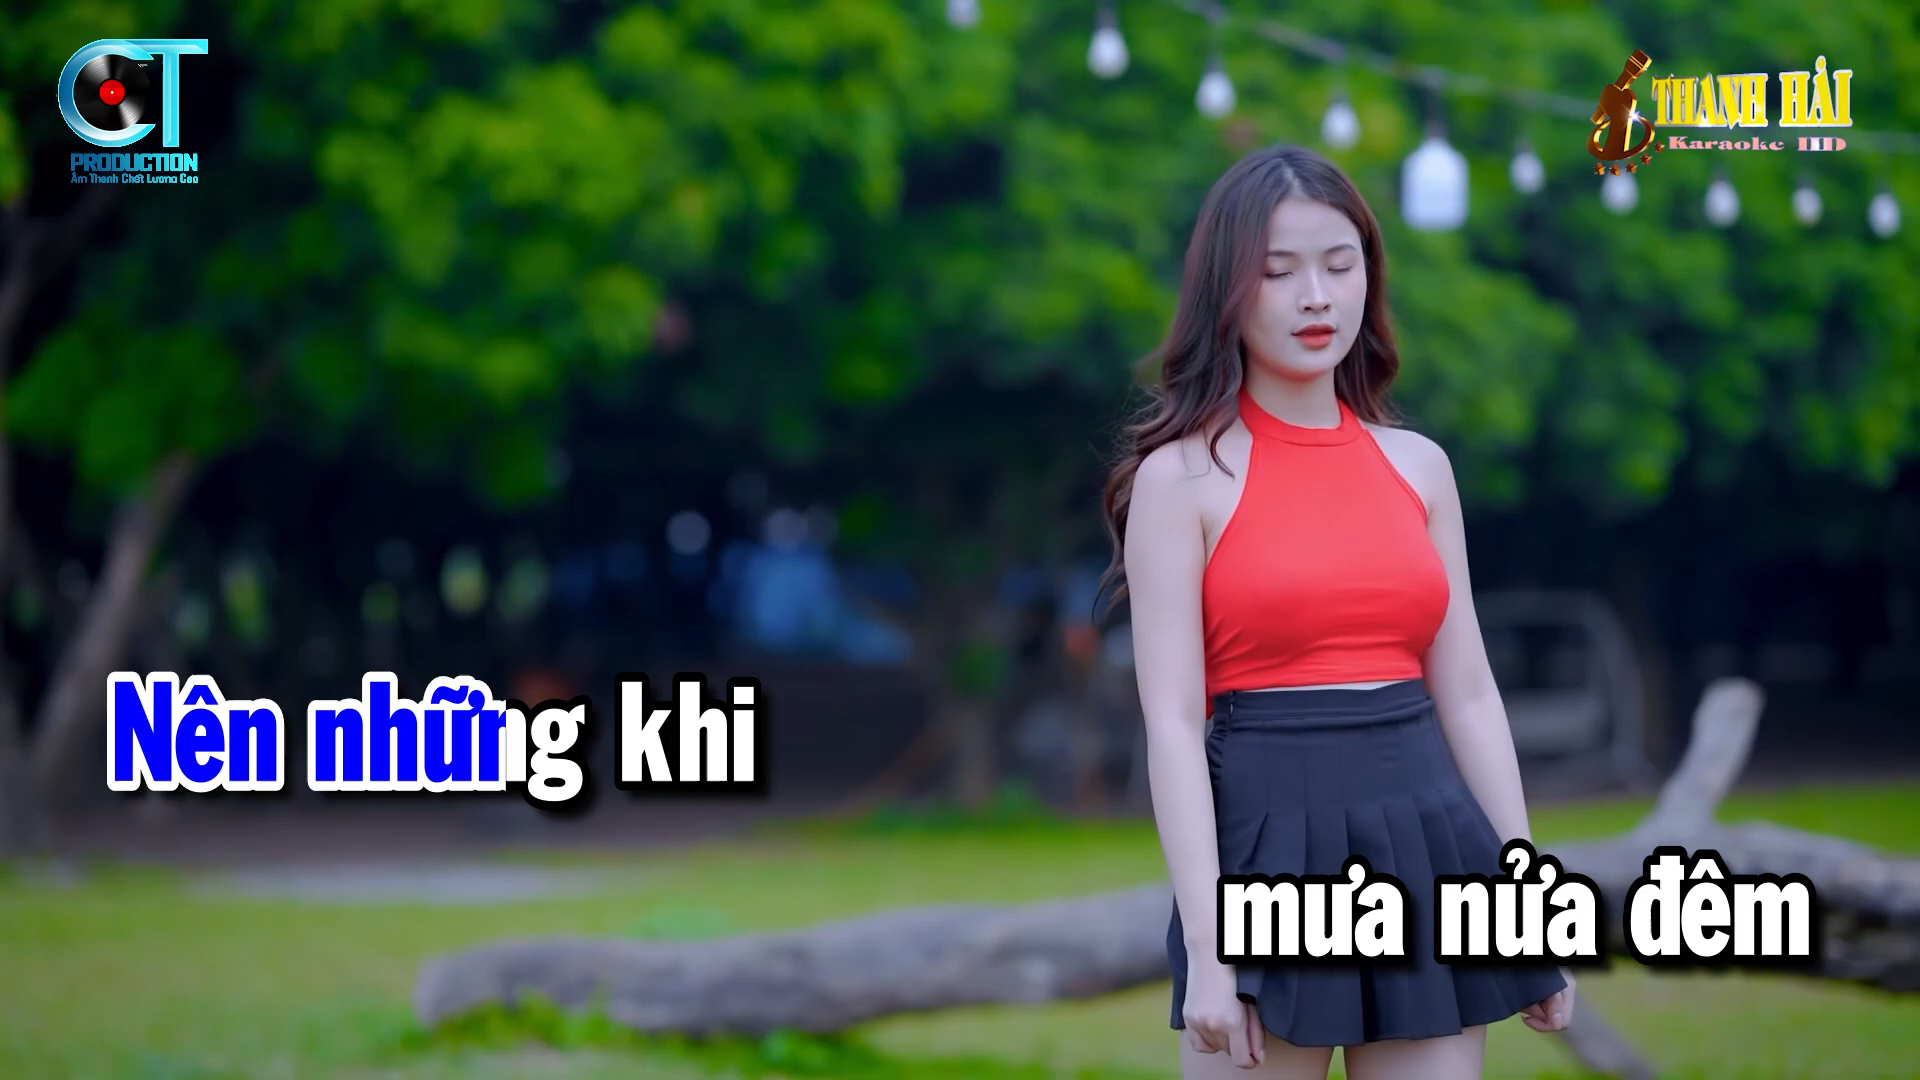 CT
PRODUCTION
Âm Thanh Chất Lượng Cao
THANH HẢI
Karaoke HD
Nên những khi
mưa nửa đêm